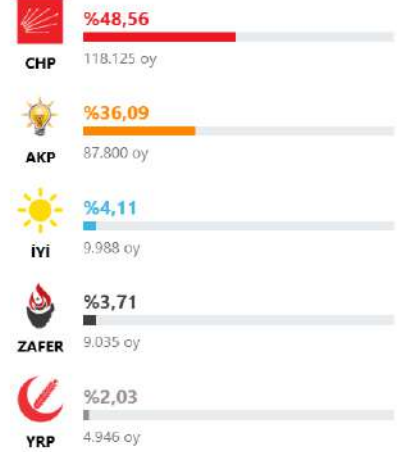 %48,56
CHP
118.125 oy
%36,09
AKP
87.800 oy
%4,11
İYİ
9.988 oy
%3,71
ZAFER
9.035 oy
%2,03
YRP
4.946 oy